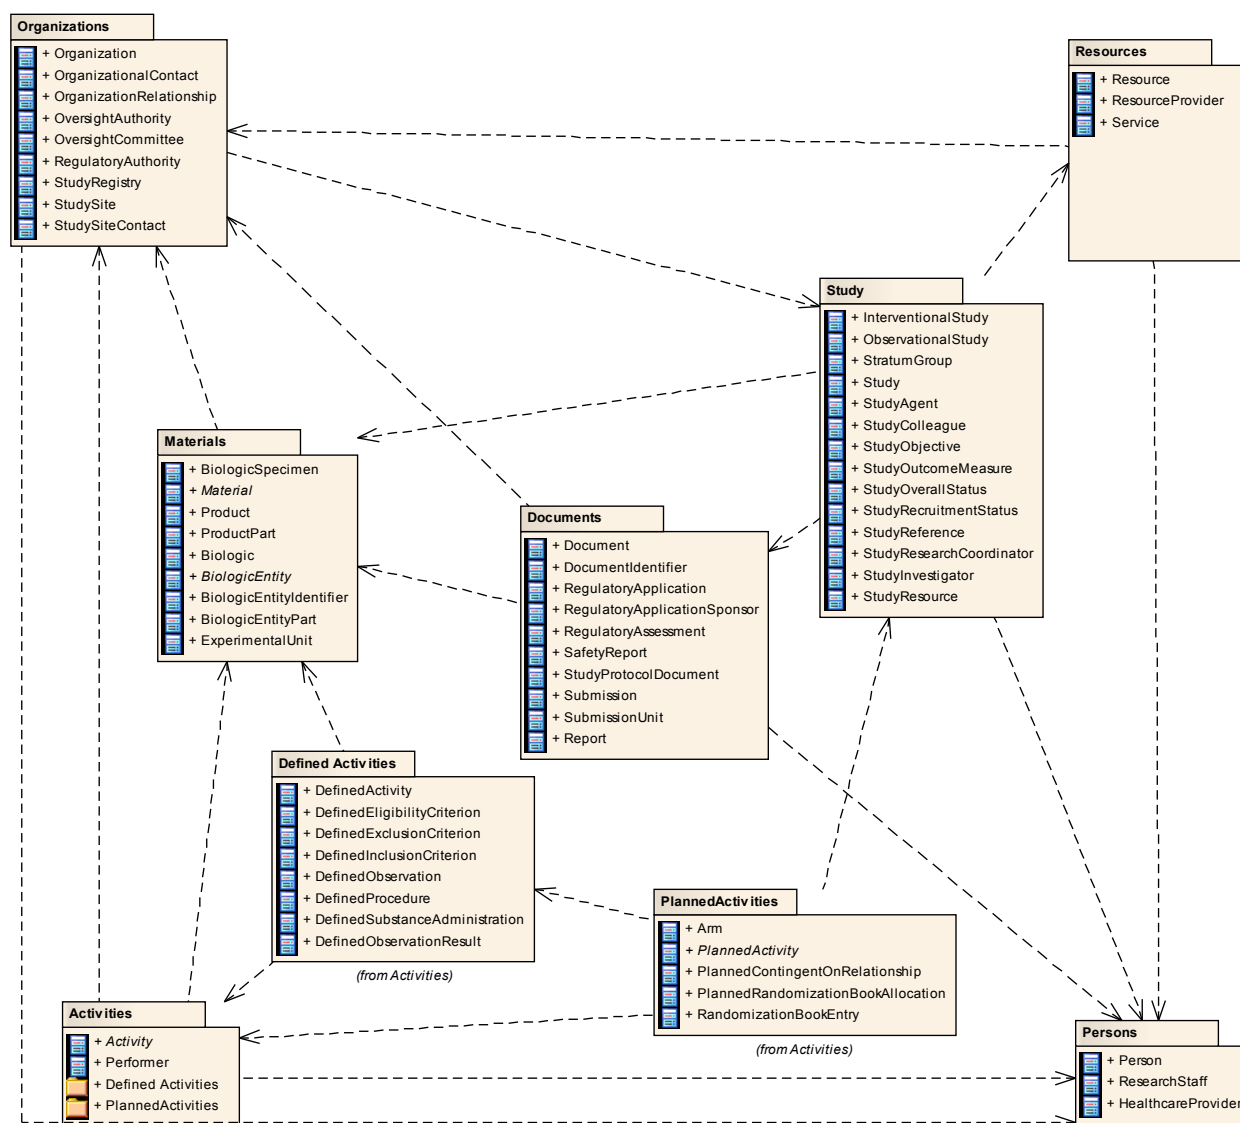 Organizations
+ Organization
+ OrganizationalContact
+ OrganizationRelationship
+ OversightAuthority
+ OversightCommittee
+ RegulatoryAuthority
+ StudyRegistry
+ StudySite
+ StudySiteContact
Resources
+ Resource
+ ResourceProvider
+ Service
Study
+ InterventionalStudy
+ ObservationalStudy
+ StratumGroup
+ Study
+ StudyAgent
+ StudyColleague
+ StudyObjective
+ StudyOutcomeMeasure
+ StudyOverallStatus
+ StudyRecruitmentStatus
+ StudyReference
+ StudyResearchCoordinator
+ StudyInvestigator
+ StudyResource
Materials
+ BiologicSpecimen
+ Material
+ Product
+ ProductPart
+ Biologic
+ BiologicEntity
+ BiologicEntityIdentifier
+ BiologicEntityPart
+ ExperimentalUnit
Documents
+ Document
+ DocumentIdentifier
+ RegulatoryApplication
+ RegulatoryApplicationSponsor
+ RegulatoryAssessment
+ SafetyReport
+ StudyProtocolDocument
+ Submission
+ SubmissionUnit
+ Report
Defined Activities
+ DefinedActivity
+ DefinedEligibilityCriterion
+ DefinedExclusionCriterion
+ DefinedInclusionCriterion
+ DefinedObservation
+ DefinedProcedure
+ DefinedSubstanceAdministration
+ DefinedObservationResult
(from Activities)
PlannedActivities
+ Arm
+ PlannedActivity
+ PlannedContingentOnRelationship
+ PlannedRandomizationBookAllocation
+ RandomizationBookEntry
(from Activities)
Activities
+ Activity
+ Performer
+ Defined Activities
+ PlannedActivities
Persons
+ Person
+ ResearchStaff
+ HealthcareProvider